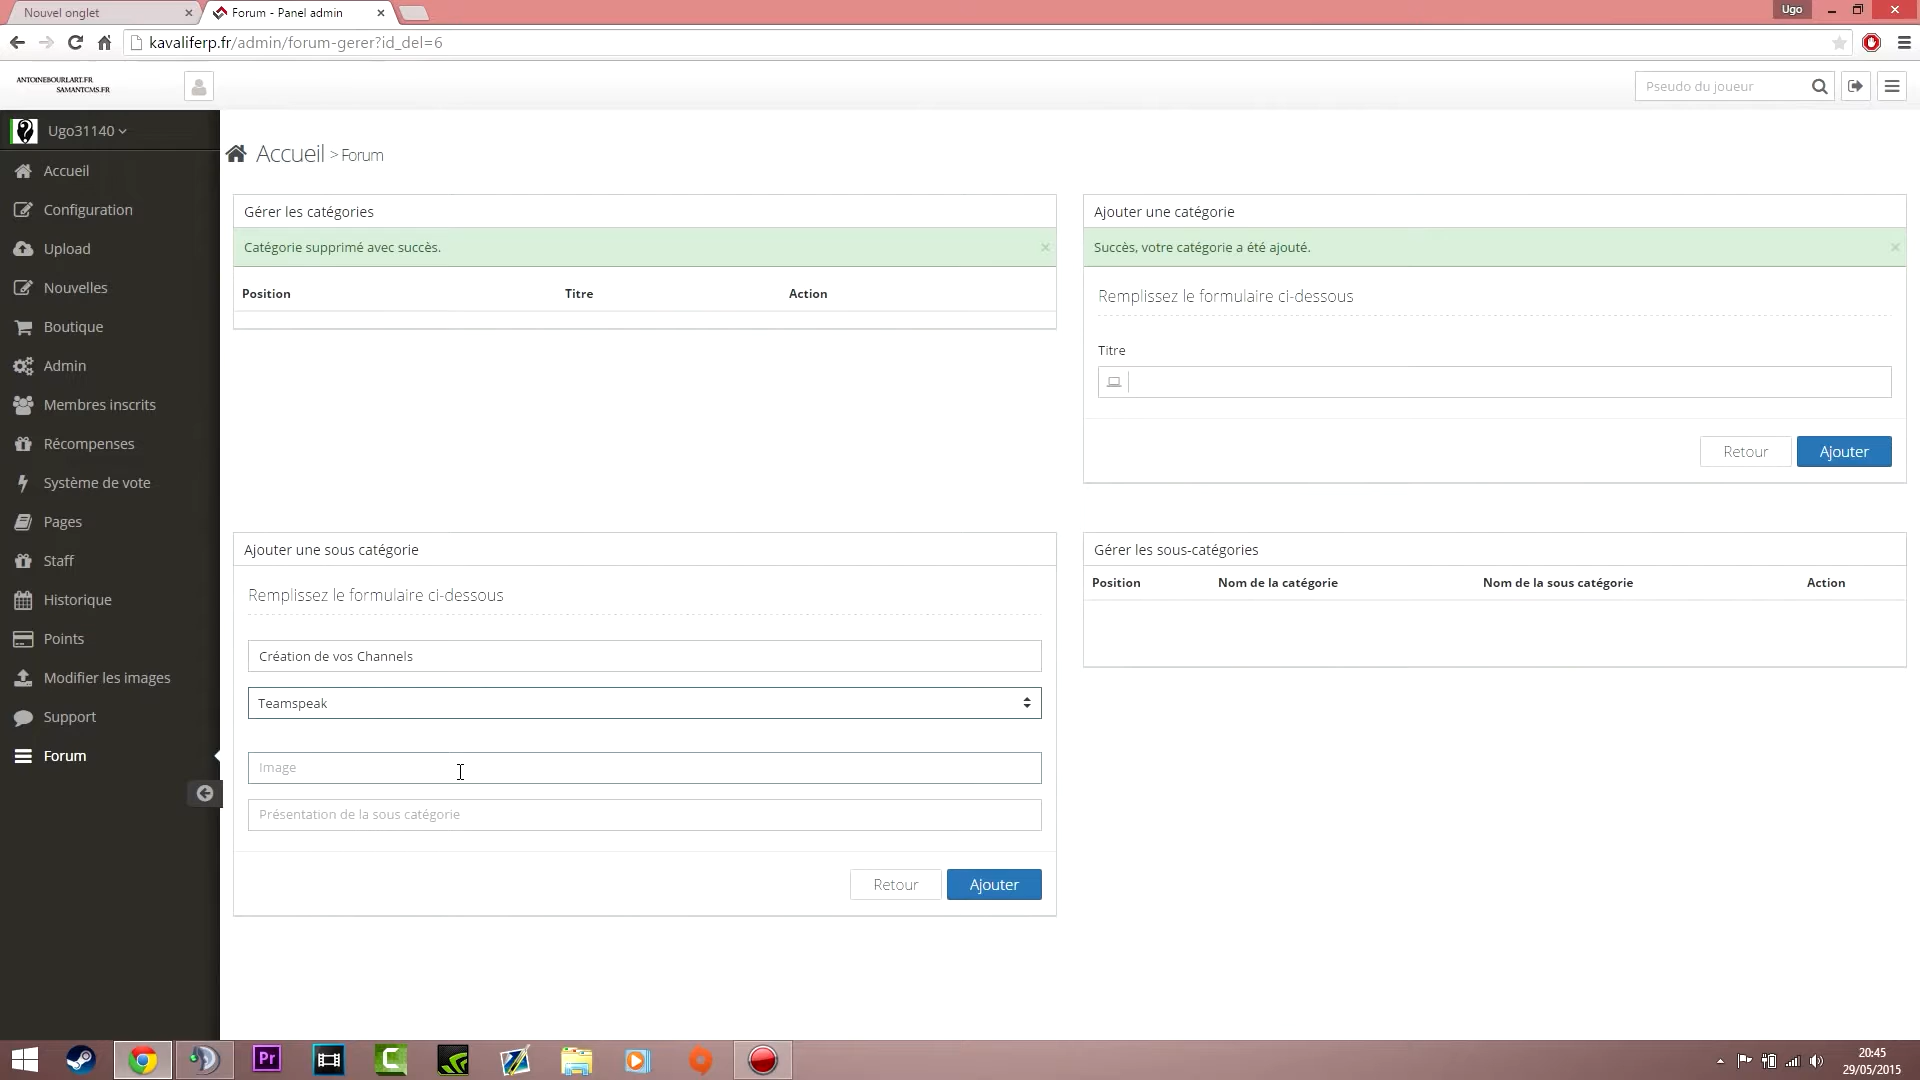 Nouvel onglet
Forum - Panel admin
Ugo
kavaliferp.fr/admin/forum-gerer?id_del=6
ANTOINEBOURLART.FR
SAMANTCMS.FR
Pseudo du joueur
Ugo31140
Accueil
Configuration
Upload
Nouvelles
Boutique
Admin
Membres inscrits
Récompenses
Système de vote
Pages
Staff
Historique
Points
Modifier les images
Support
Forum
Accueil > Forum
Gérer les catégories
Catégorie supprimé avec succès. ×
Position Titre Action
Ajouter une catégorie
Succès, votre catégorie a été ajouté. ×
Remplissez le formulaire ci-dessous
Titre
Retour Ajouter
Ajouter une sous catégorie
Remplissez le formulaire ci-dessous
Création de vos Channels
Teamspeak
Image
Présentation de la sous catégorie
Retour Ajouter
Gérer les sous-catégories
Position Nom de la catégorie Nom de la sous catégorie Action
Pr
20:45
29/05/2015